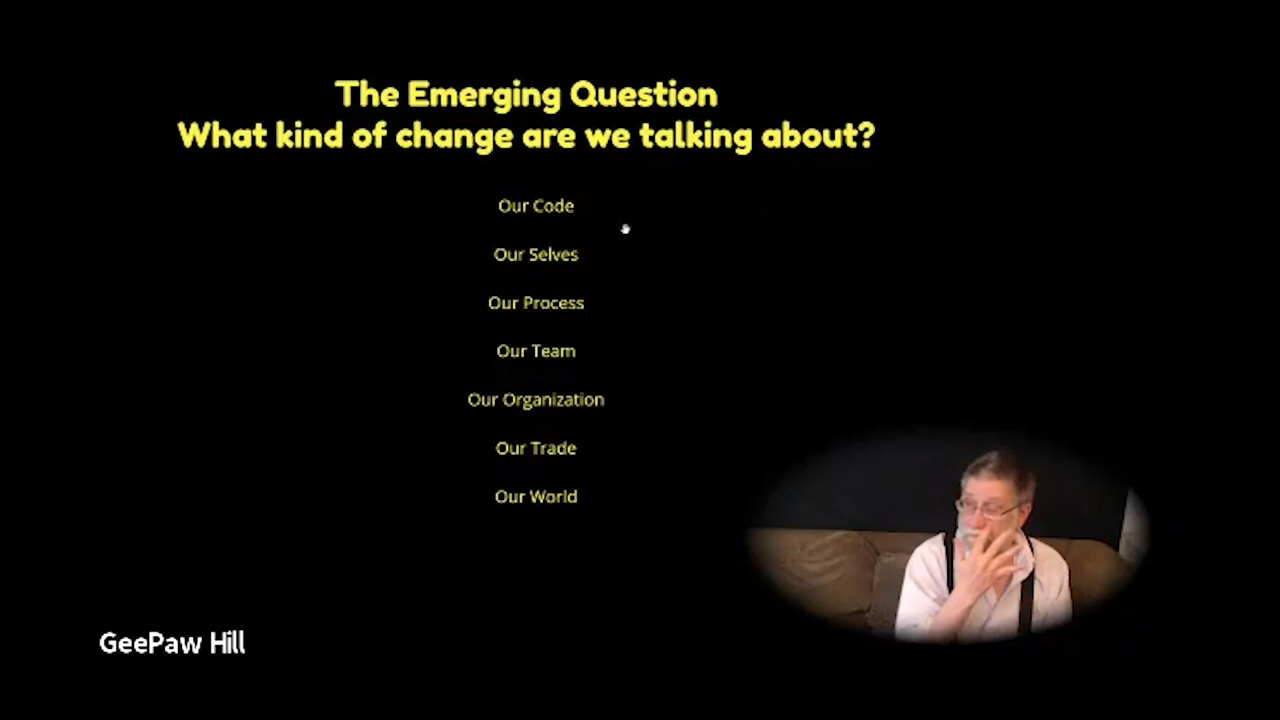 The Emerging Question
What kind of change are we talking about?
Our Code
Our Selves
Our Process
Our Team
Our Organization
Our Trade
Our World
GeePaw Hill